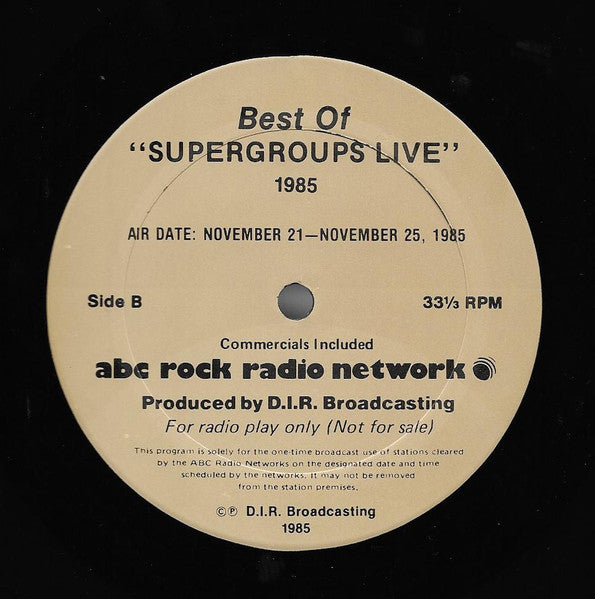 Best Of
"SUPERGROUPS LIVE"
1985
AIR DATE: NOVEMBER 21—NOVEMBER 25, 1985
Side B 33⅓ RPM
Commercials Included
abc rock radio network
Produced by D.I.R. Broadcasting
For radio play only (Not for sale)
This program is solely for the one-time broadcast use of stations cleared
by the ABC Radio Networks on the designated date and time
scheduled by the networks. It may not be removed
from the station premises.
©℗ D.I.R. Broadcasting
1985